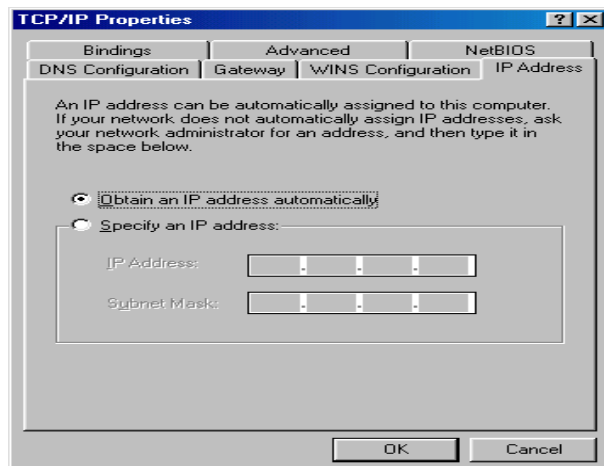 TCP/IP Properties
Bindings Advanced NetBIOS
DNS Configuration Gateway WINS Configuration IP Address
An IP address can be automatically assigned to this computer.
If your network does not automatically assign IP addresses, ask
your network administrator for an address, and then type it in
the space below.
Obtain an IP address automatically
Specify an IP address:
IP Address:
Subnet Mask:
OK Cancel